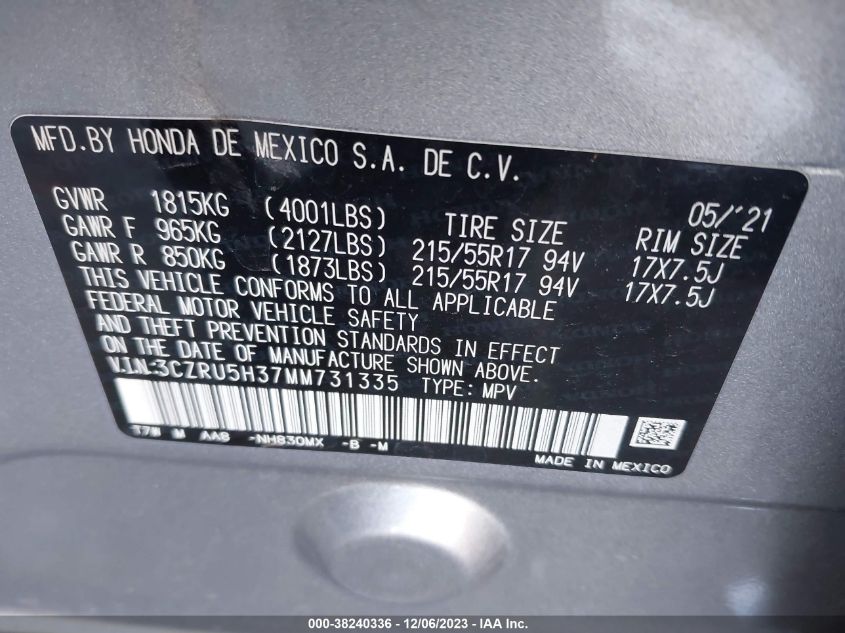 MFD.BY HONDA DE MEXICO S.A. DE C.V.
05/'21
GVWR 1815KG (4001LBS) TIRE SIZE RIM SIZE
GAWR F 965KG (2127LBS) 215/55R17 94V 17X7.5J
GAWR R 850KG (1873LBS) 215/55R17 94V 17X7.5J
THIS VEHICLE CONFORMS TO ALL APPLICABLE
FEDERAL MOTOR VEHICLE SAFETY
AND THEFT PREVENTION STANDARDS IN EFFECT
ON THE DATE OF MANUFACTURE SHOWN ABOVE.
V.I.N:3CZRU5H37MM731335 TYPE: MPV
M AAB -NH830MX -B -M
MADE IN MEXICO
000-38240336 - 12/06/2023 - IAA Inc.